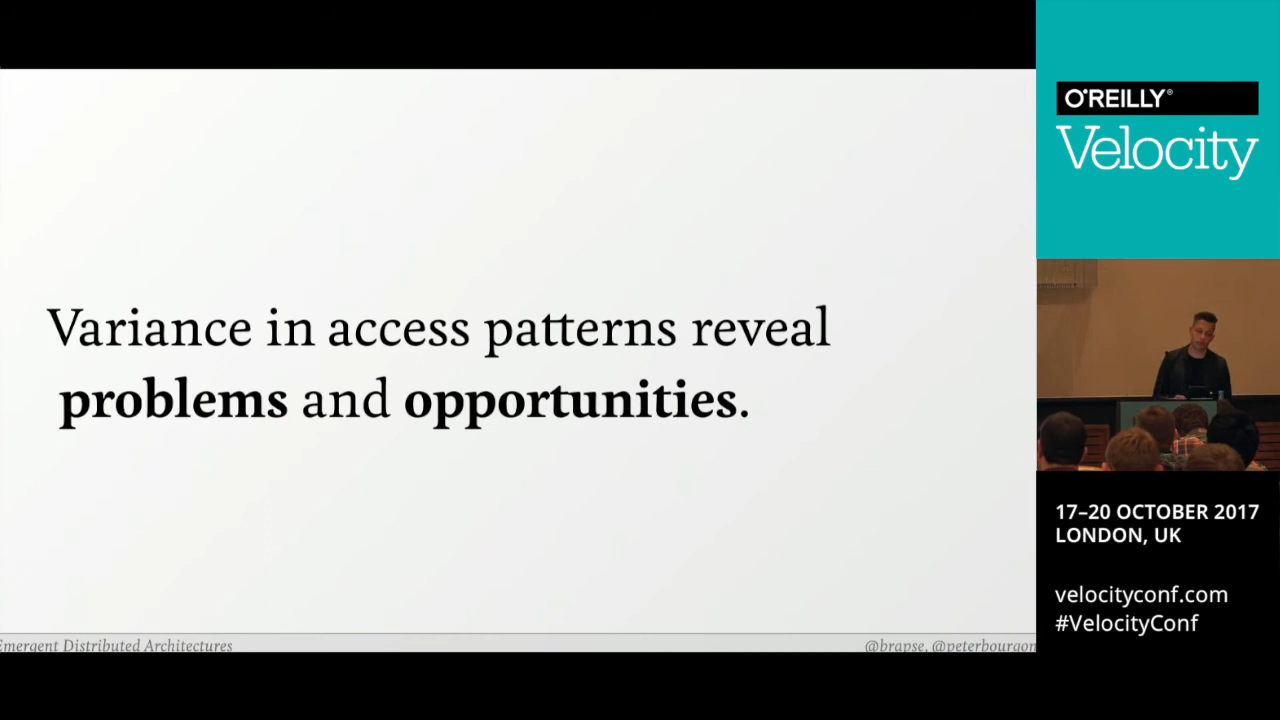 Variance in access patterns reveal
problems and opportunities.
Emergent Distributed Architectures
@brapse, @peterbourgon
O'REILLY®
Velocity
17–20 OCTOBER 2017
LONDON, UK
velocityconf.com
#VelocityConf